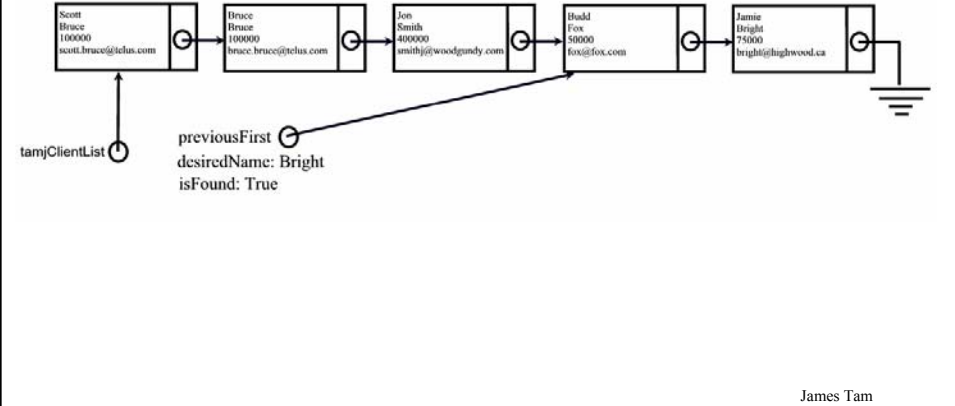 Scott
Bruce
100000
scott.bruce@telus.com
Bruce
Bruce
100000
bruce.bruce@telus.com
Jon
Smith
400000
smithj@woodgundy.com
Budd
Fox
50000
fox@fox.com
Jamie
Bright
75000
bright@highwood.ca
tamjClientList
previousFirst
desiredName: Bright
isFound: True
James Tam